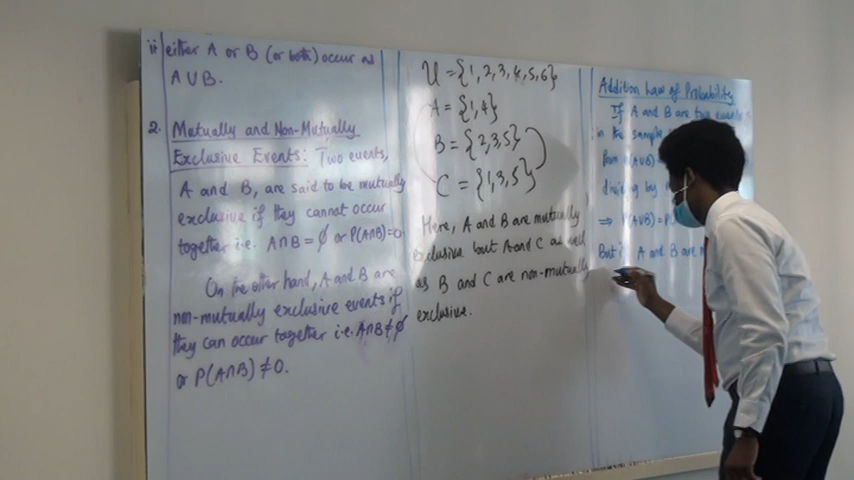 ii either A or B (or both) occur as
A∪B.
2. Mutually and Non-Mutually
Exclusive Events: Two events,
A and B, are said to be mutually
exclusive if they cannot occur
together i.e. A∩B = ∅ or P(A∩B)=0
On the other hand, A and B are
non-mutually exclusive events if
they can occur together i.e. A∩B≠∅
or P(A∩B) ≠0.
U = {1,2,3,4,5,6}
A = {1,4}
B = {2,3,5}
C = {1,3,5}
Here, A and B are mutually
exclusive but A and C as well
as B and C are non-mutually
exclusive.
Addition Law of Probability
If A and B are two events
in the sample
(A∪B)
dividing by
⇒ P(A∪B) = P
But if A and B are